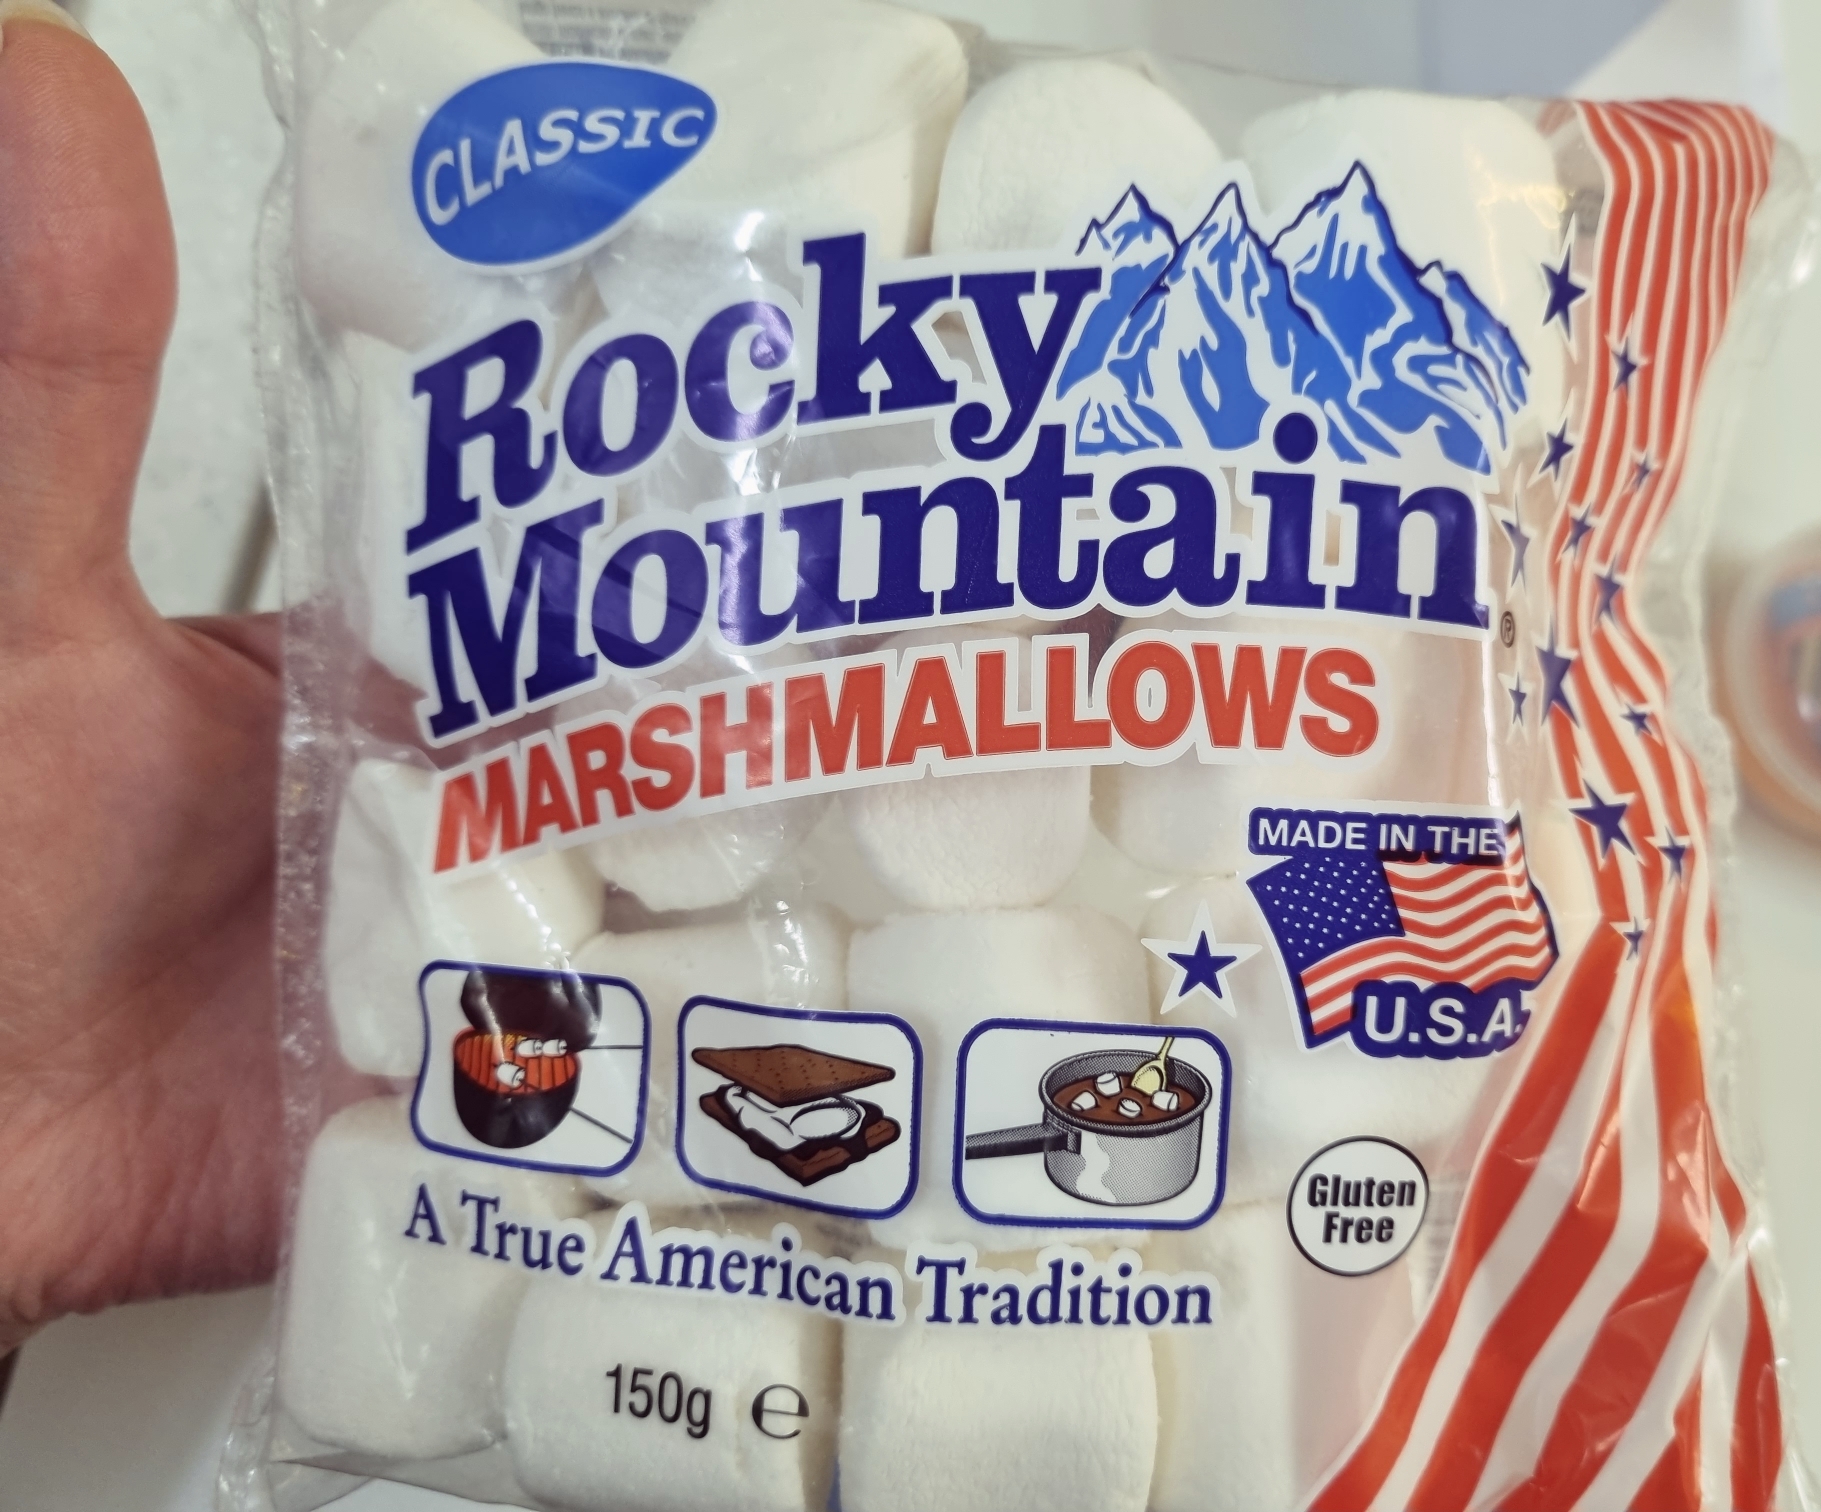 CLASSIC
Rocky
Mountain®
MARSHMALLOWS
MADE IN THE
U.S.A.
A True American Tradition
Gluten
Free
150g ℮